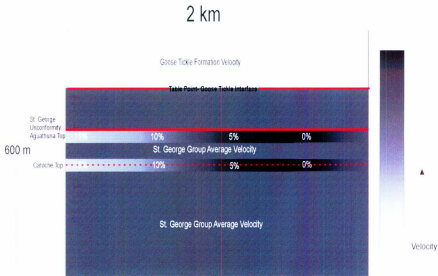 2 km
Goose Tickle Formation Velocity
Table Point- Goose Tickle Interface
St. George
Unconformity
Aguathuna Top
10% 5% 0%
600 m
St. George Group Average Velocity
Catoche Top
10% 5% 0%
St. George Group Average Velocity
Velocity